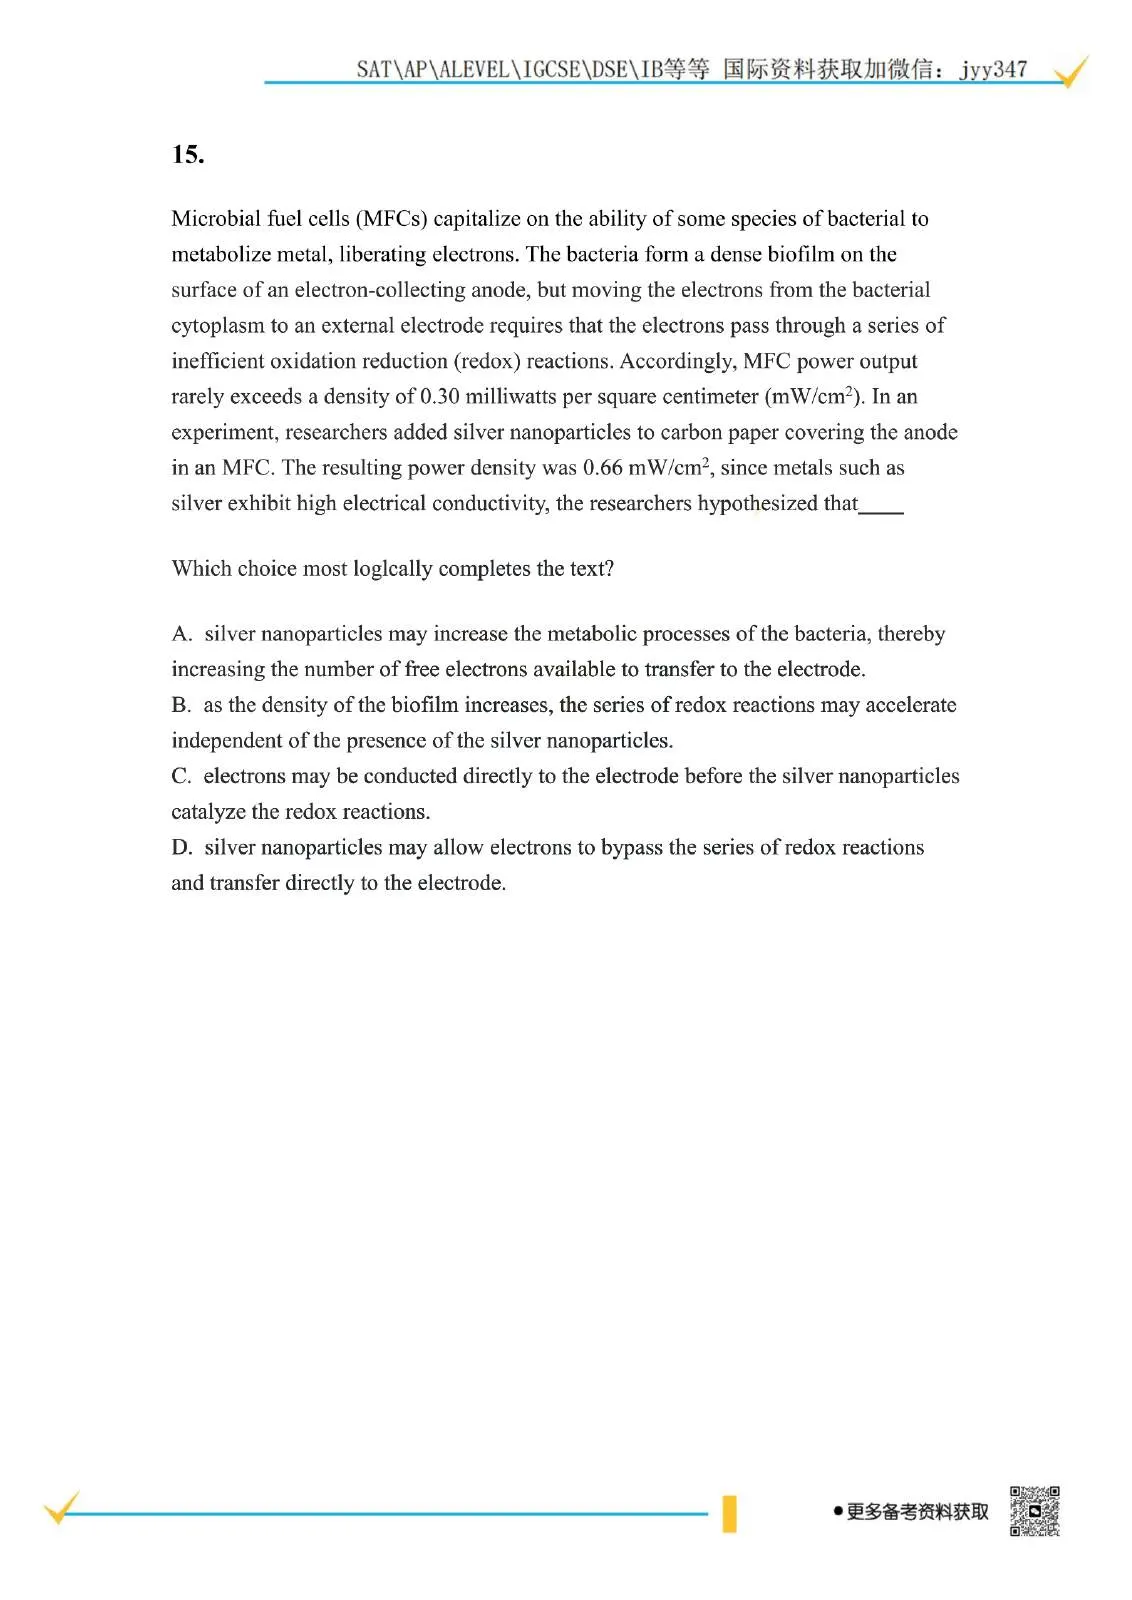 SAT\AP\ALEVEL\IGCSE\DSE\IB等等 国际资料获取加微信：jyy347
15.
Microbial fuel cells (MFCs) capitalize on the ability of some species of bacterial to
metabolize metal, liberating electrons. The bacteria form a dense biofilm on the
surface of an electron-collecting anode, but moving the electrons from the bacterial
cytoplasm to an external electrode requires that the electrons pass through a series of
inefficient oxidation reduction (redox) reactions. Accordingly, MFC power output
rarely exceeds a density of 0.30 milliwatts per square centimeter (mW/cm²). In an
experiment, researchers added silver nanoparticles to carbon paper covering the anode
in an MFC. The resulting power density was 0.66 mW/cm², since metals such as
silver exhibit high electrical conductivity, the researchers hypothesized that____
Which choice most loglcally completes the text?
A. silver nanoparticles may increase the metabolic processes of the bacteria, thereby
increasing the number of free electrons available to transfer to the electrode.
B. as the density of the biofilm increases, the series of redox reactions may accelerate
independent of the presence of the silver nanoparticles.
C. electrons may be conducted directly to the electrode before the silver nanoparticles
catalyze the redox reactions.
D. silver nanoparticles may allow electrons to bypass the series of redox reactions
and transfer directly to the electrode.
●更多备考资料获取